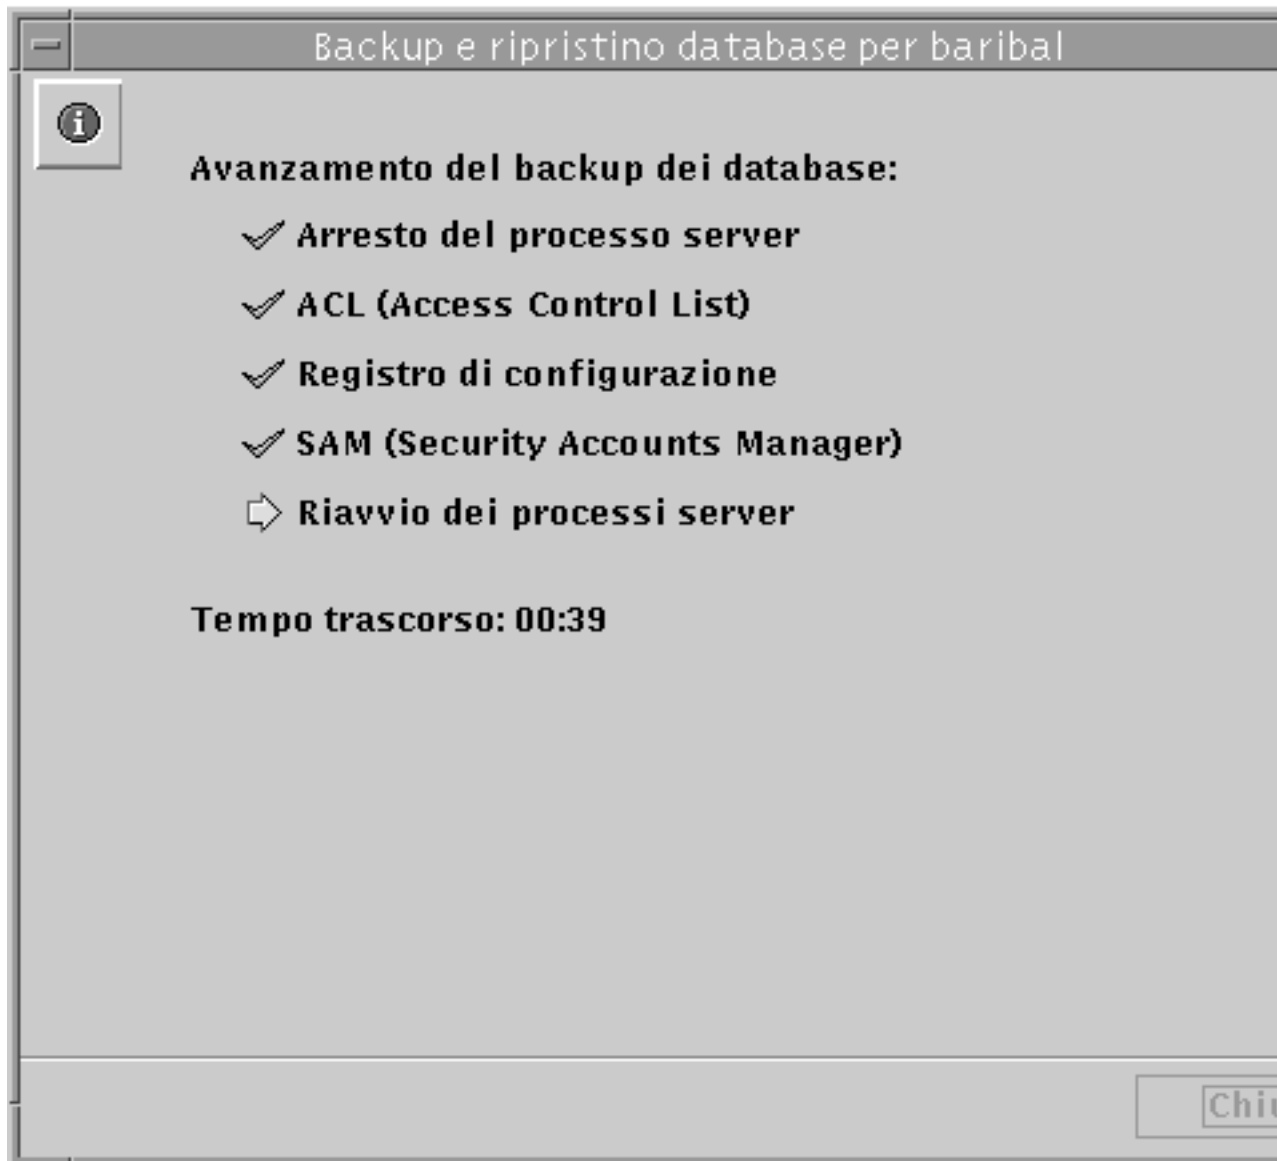 Backup e ripristino database per baribal
Avanzamento del backup dei database:
Arresto del processo server
ACL (Access Control List)
Registro di configurazione
SAM (Security Accounts Manager)
Riavvio dei processi server
Tempo trascorso: 00:39